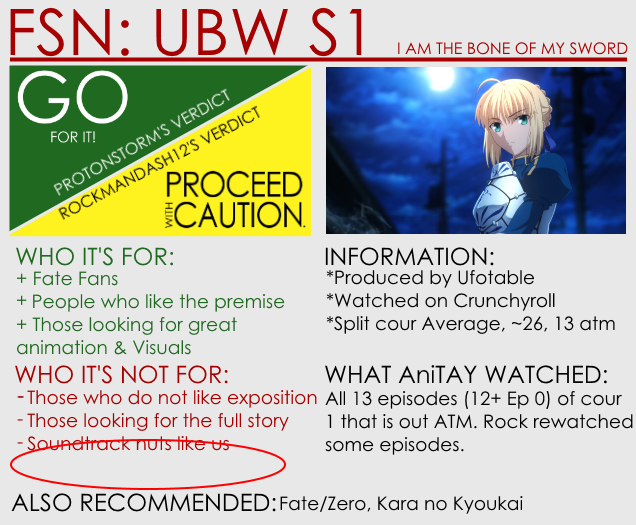 FSN: UBW S1
I AM THE BONE OF MY SWORD
GO
FOR IT!
PROTONSTORM'S VERDICT
ROCKMANDASH12'S VERDICT
PROCEED
WITH CAUTION.
WHO IT'S FOR:
+ Fate Fans
+ People who like the premise
+ Those looking for great
animation & Visuals
WHO IT'S NOT FOR:
- Those who do not like exposition
- Those looking for the full story
- Soundtrack nuts like us
INFORMATION:
*Produced by Ufotable
*Watched on Crunchyroll
*Split cour Average, ~26, 13 atm
WHAT AniTAY WATCHED:
All 13 episodes (12+ Ep 0) of cour
1 that is out ATM. Rock rewatched
some episodes.
ALSO RECOMMENDED: Fate/Zero, Kara no Kyoukai